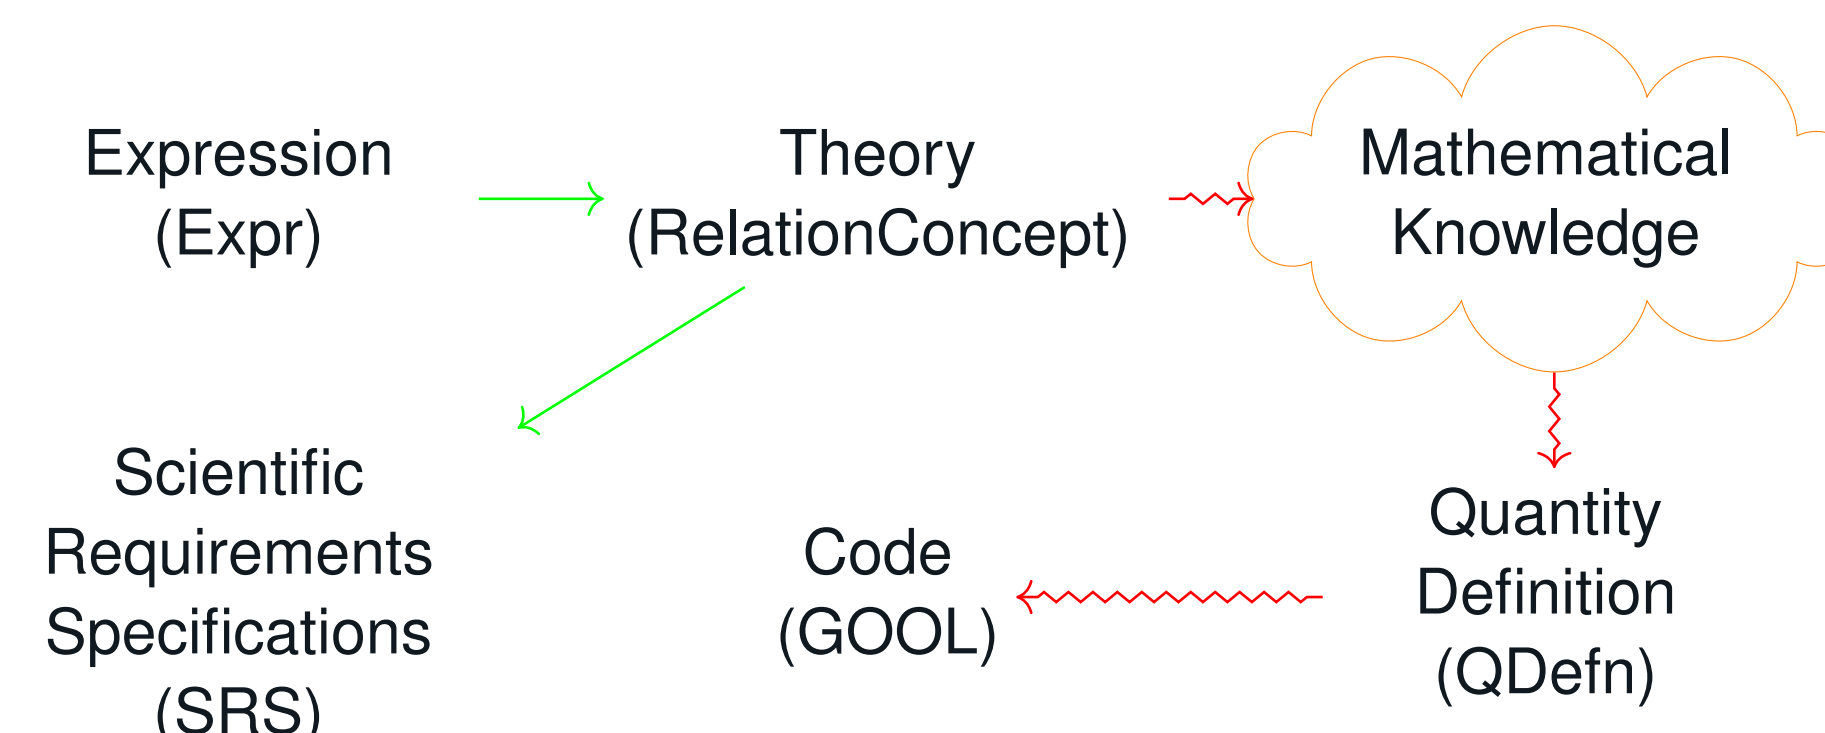 Expression
(Expr)
Theory
(RelationConcept)
Mathematical
Knowledge
Scientific
Requirements
Specifications
(SRS)
Code
(GOOL)
Quantity
Definition
(QDefn)